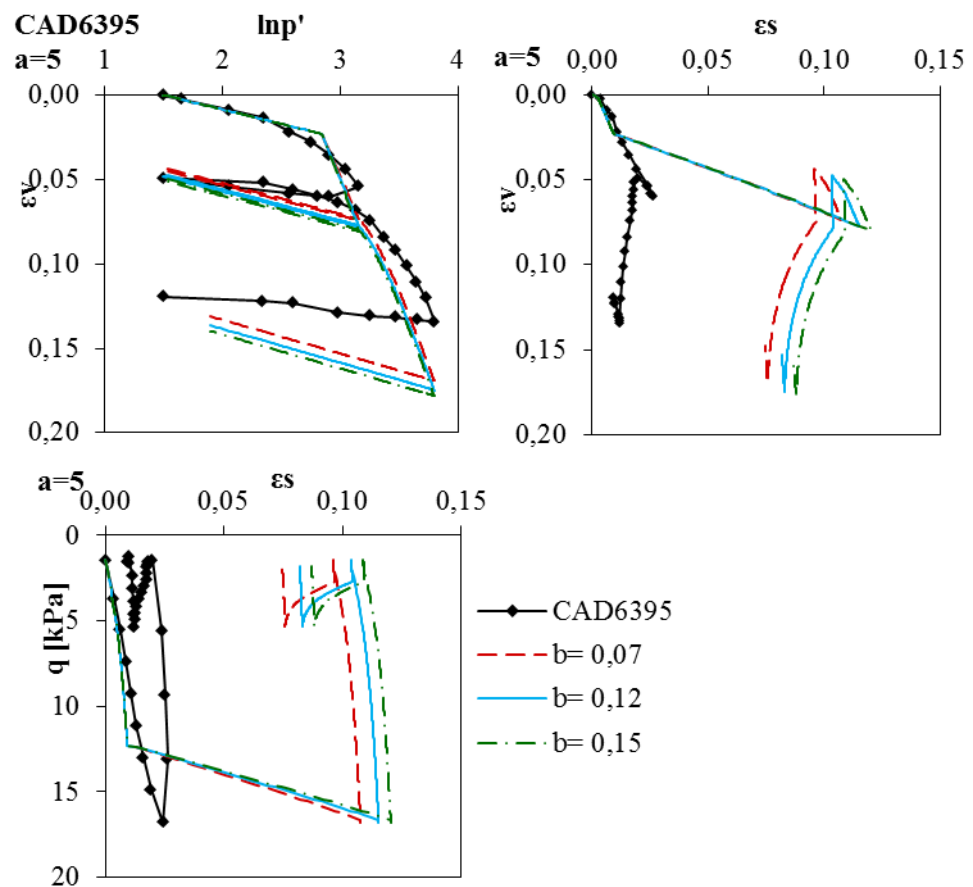 CAD6395 lnp'
a=5 1 2 3 4
0,00
0,05
0,10
0,15
0,20
εv
εs
a=5 0,00 0,05 0,10 0,15
0,00
0,05
0,10
0,15
0,20
εv
a=5 εs
0,00 0,05 0,10 0,15
0
5
10
15
20
q [kPa]
CAD6395
b= 0,07
b= 0,12
b= 0,15